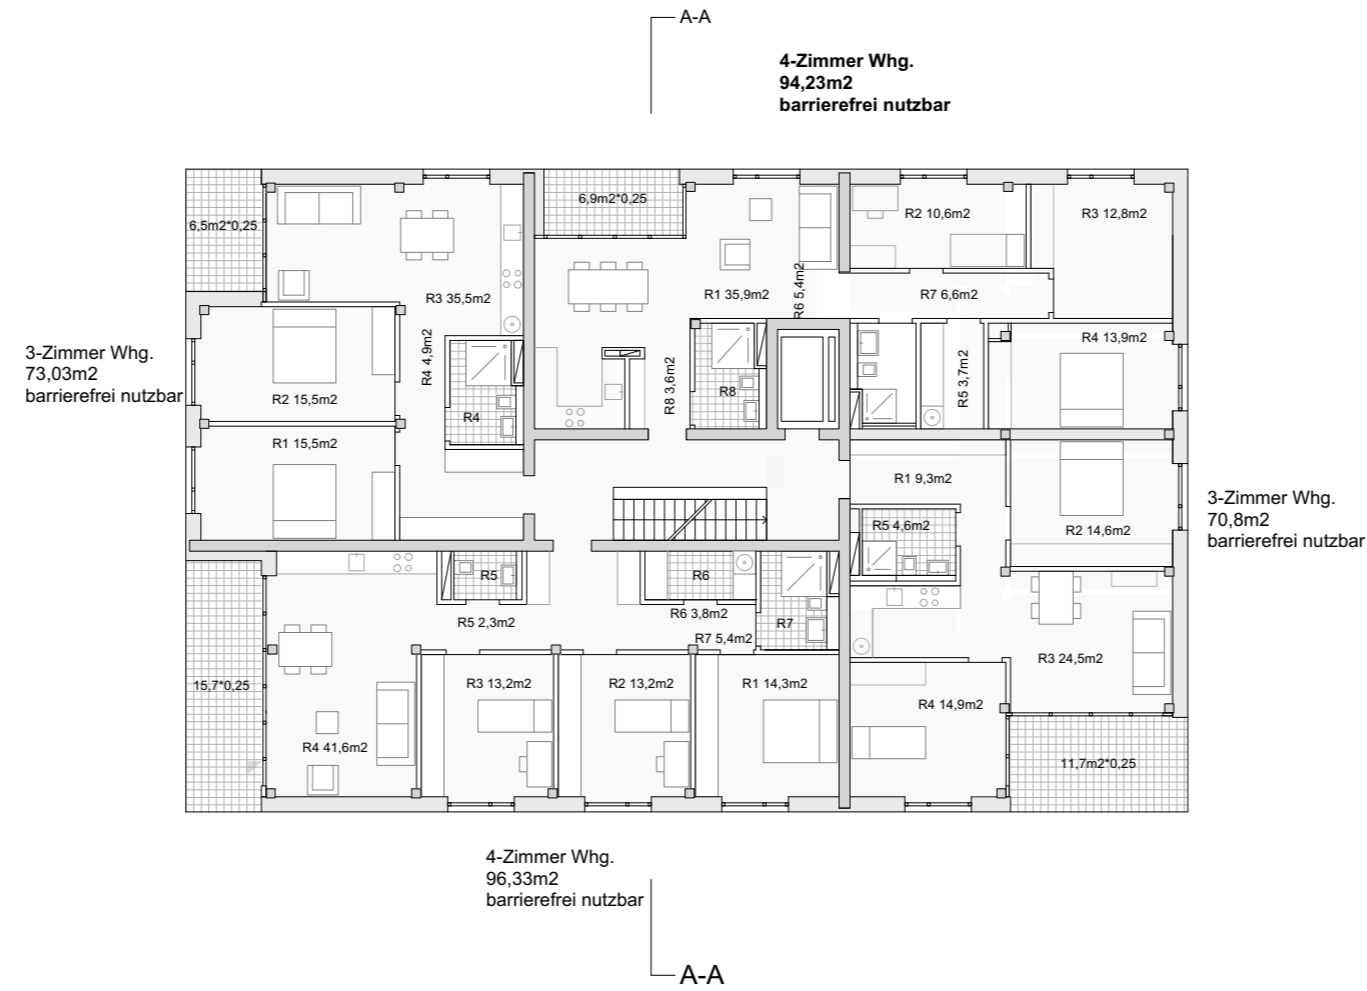 A-A
4-Zimmer Whg.
94,23m2
barrierefrei nutzbar
6,5m2*0,25
6,9m2*0,25
R2 10,6m2
R3 12,8m2
R3 35,5m2
R1 35,9m2
R6 5,4m2
R7 6,6m2
R4 4,9m2
R4 13,9m2
3-Zimmer Whg.
73,03m2
barrierefrei nutzbar
R2 15,5m2
R4
R8 3,6m2
R8
R5 3,7m2
R1 15,5m2
R1 9,3m2
R5 4,6m2
R2 14,6m2
3-Zimmer Whg.
70,8m2
barrierefrei nutzbar
R5
R6
R5 2,3m2
R6 3,8m2
R7 5,4m2
R7
R3 24,5m2
15,7*0,25
R3 13,2m2
R2 13,2m2
R1 14,3m2
R4 14,9m2
R4 41,6m2
11,7m2*0,25
4-Zimmer Whg.
96,33m2
barrierefrei nutzbar
A-A